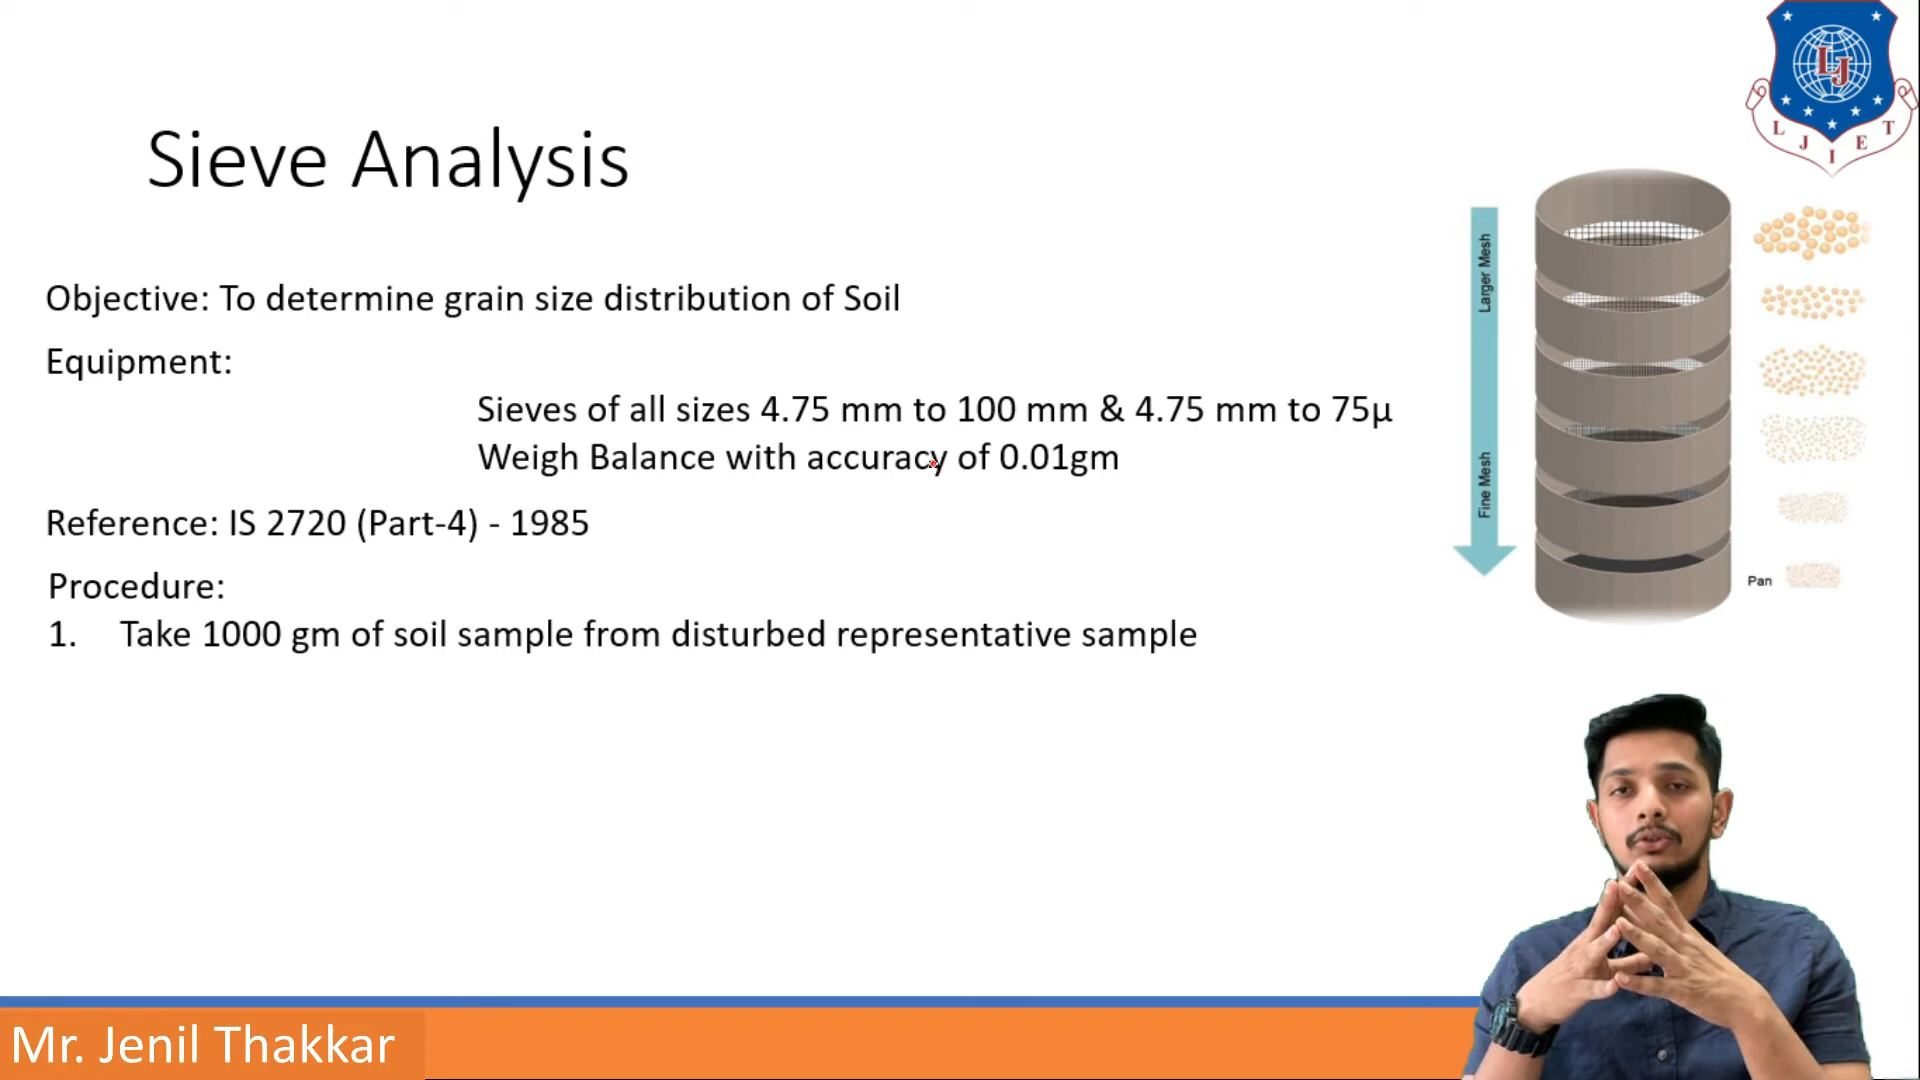 Sieve Analysis
Objective: To determine grain size distribution of Soil
Equipment:
Sieves of all sizes 4.75 mm to 100 mm & 4.75 mm to 75µ
Weigh Balance with accuracy of 0.01gm
Reference: IS 2720 (Part-4) - 1985
Procedure:
1. Take 1000 gm of soil sample from disturbed representative sample
LJ
L J I E T
Larger Mesh
Fine Mesh
Pan
Mr. Jenil Thakkar